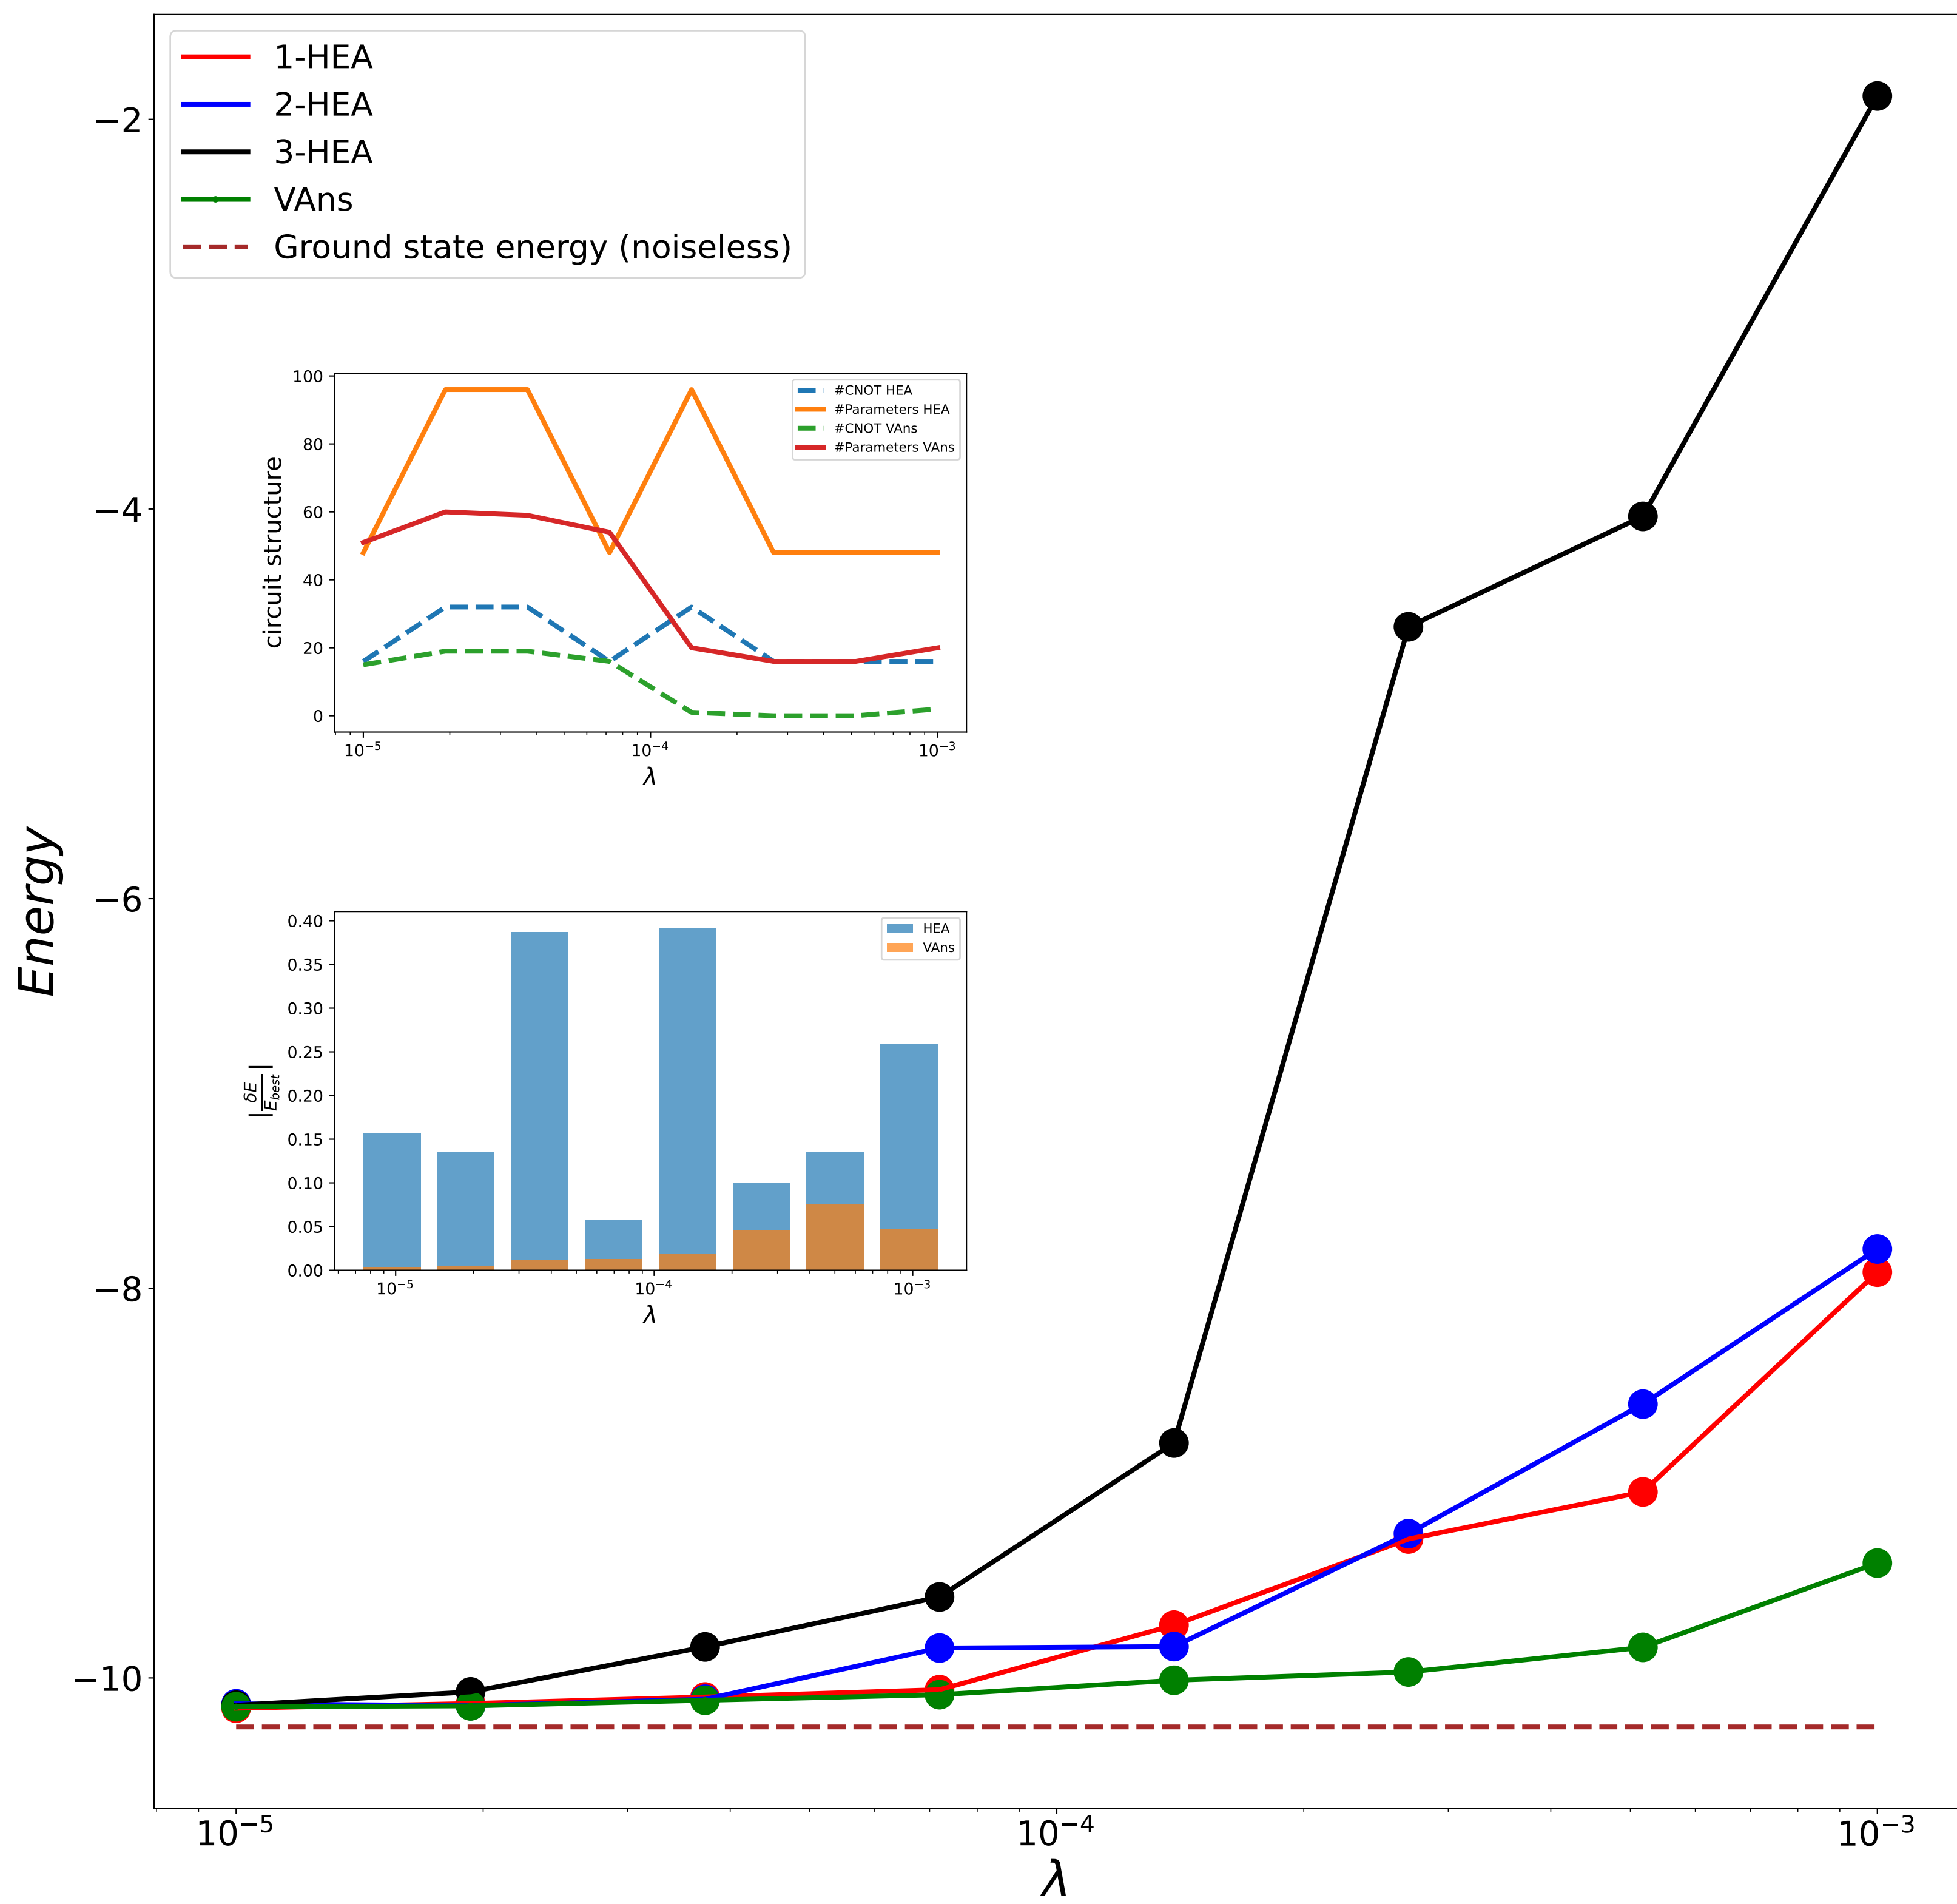 1-HEA
2-HEA
3-HEA
VAns
Ground state energy (noiseless)
−2
−4
−6
−8
−10
Energy
10⁻⁵
10⁻⁴
10⁻³
λ
#CNOT HEA
#Parameters HEA
#CNOT VAns
#Parameters VAns
100
80
60
40
20
0
circuit structure
10⁻⁵
10⁻⁴
10⁻³
λ
HEA
VAns
0.40
0.35
0.30
0.25
0.20
0.15
0.10
0.05
0.00
|δE/E_best|
10⁻⁵
10⁻⁴
10⁻³
λ